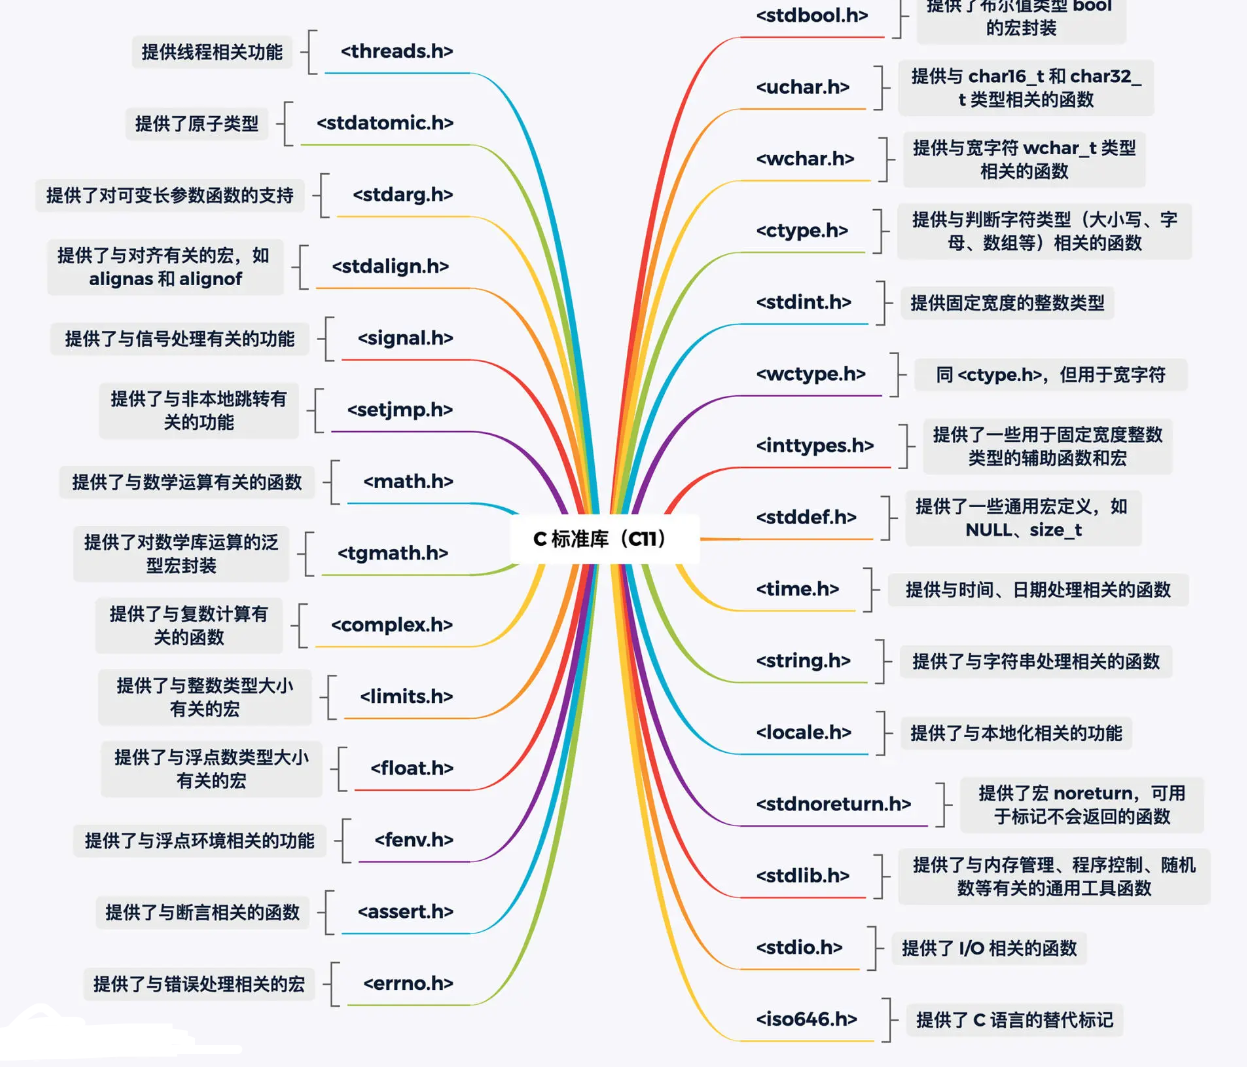 C 标准库（C11）
<threads.h>
提供线程相关功能
<stdatomic.h>
提供了原子类型
<stdarg.h>
提供了对可变长参数函数的支持
<stdalign.h>
提供了与对齐有关的宏，如
alignas 和 alignof
<signal.h>
提供了与信号处理有关的功能
<setjmp.h>
提供了与非本地跳转有
关的功能
<math.h>
提供了与数学运算有关的函数
<tgmath.h>
提供了对数学库运算的泛
型宏封装
<complex.h>
提供了与复数计算有
关的函数
<limits.h>
提供了与整数类型大小
有关的宏
<float.h>
提供了与浮点数类型大小
有关的宏
<fenv.h>
提供了与浮点环境相关的功能
<assert.h>
提供了与断言相关的函数
<errno.h>
提供了与错误处理相关的宏
<stdbool.h>
提供了布尔值类型 bool
的宏封装
<uchar.h>
提供与 char16_t 和 char32_
t 类型相关的函数
<wchar.h>
提供与宽字符 wchar_t 类型
相关的函数
<ctype.h>
提供与判断字符类型（大小写、字
母、数组等）相关的函数
<stdint.h>
提供固定宽度的整数类型
<wctype.h>
同 <ctype.h>，但用于宽字符
<inttypes.h>
提供了一些用于固定宽度整数
类型的辅助函数和宏
<stddef.h>
提供了一些通用宏定义，如
NULL、size_t
<time.h>
提供与时间、日期处理相关的函数
<string.h>
提供了与字符串处理相关的函数
<locale.h>
提供了与本地化相关的功能
<stdnoreturn.h>
提供了宏 noreturn，可用
于标记不会返回的函数
<stdlib.h>
提供了与内存管理、程序控制、随机
数等有关的通用工具函数
<stdio.h>
提供了 I/O 相关的函数
<iso646.h>
提供了 C 语言的替代标记